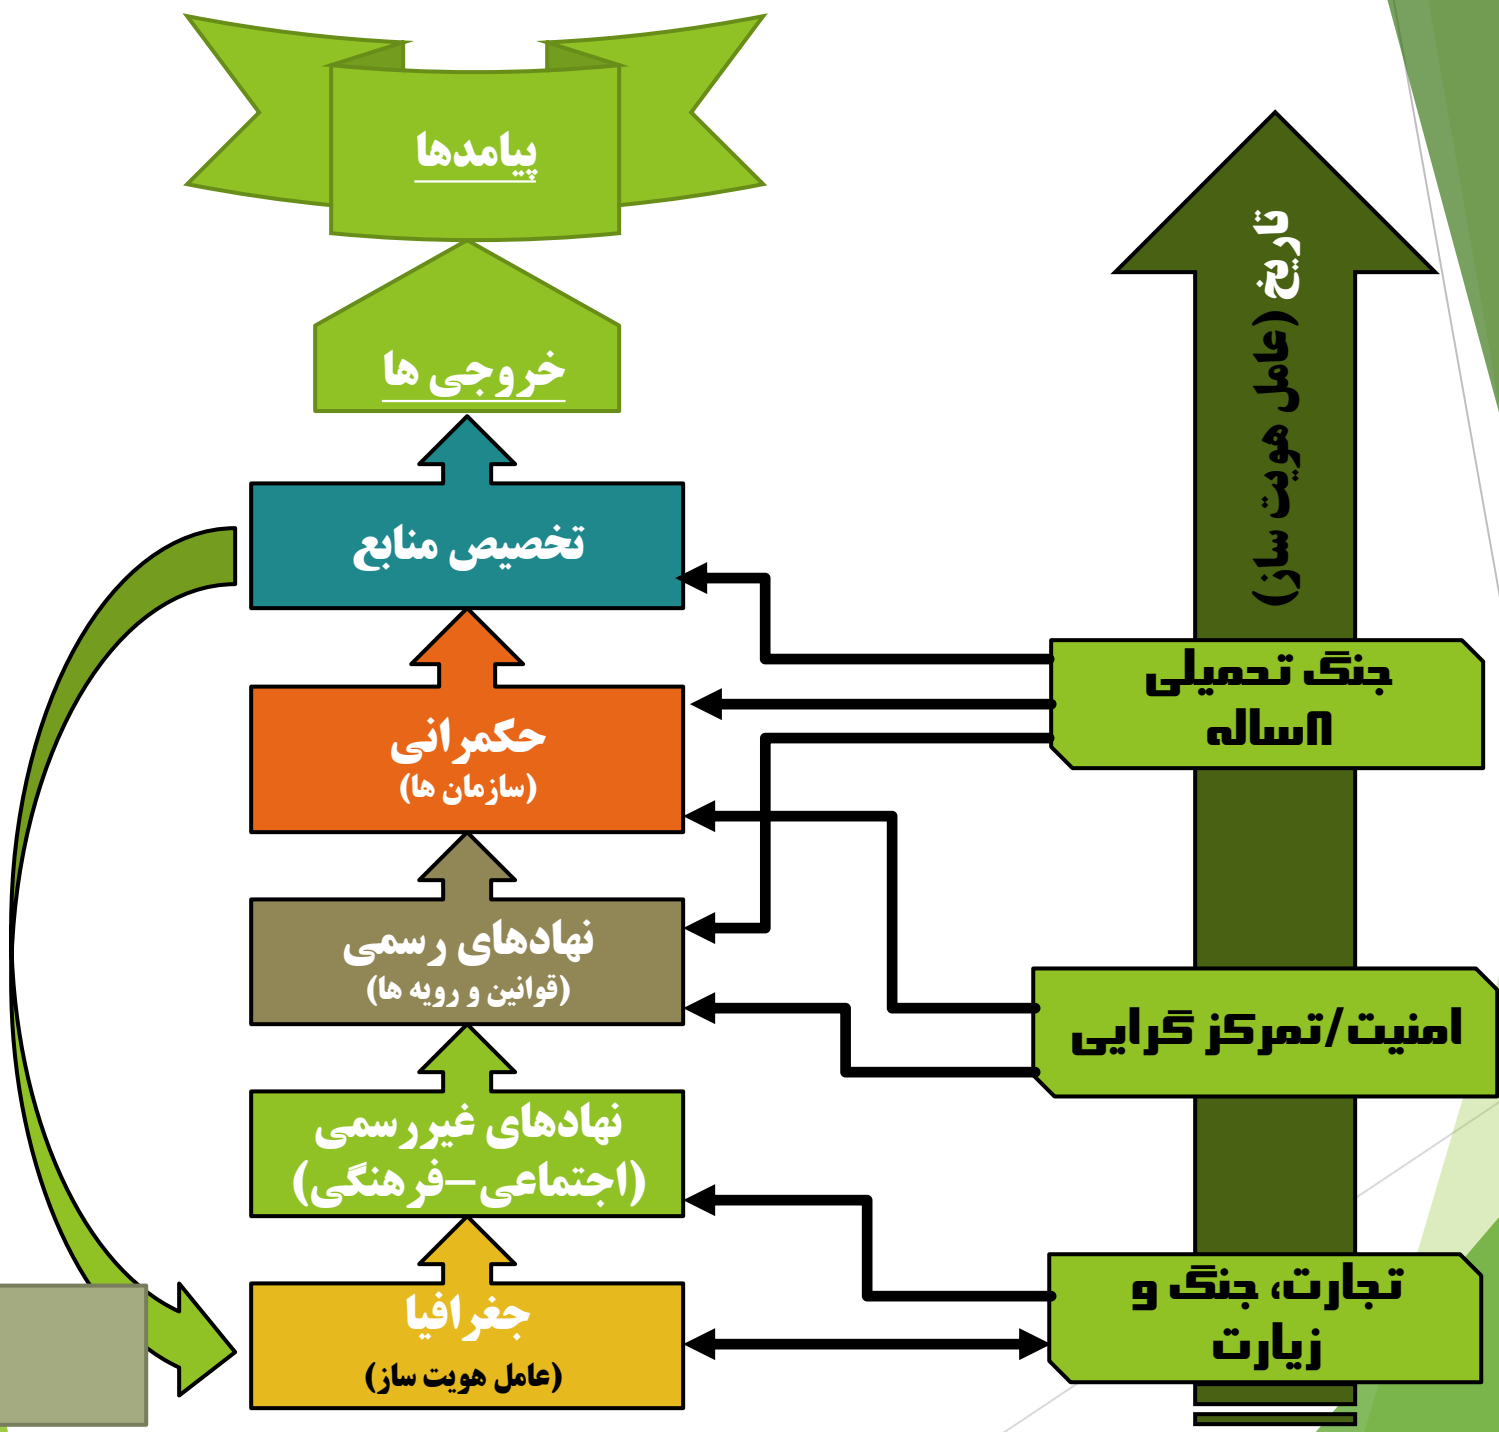 پیامدها
خروجی ها
تخصیص منابع
حکمرانی
(سازمان ها)
نهادهای رسمی
(قوانین و رویه ها)
نهادهای غیررسمی
(اجتماعی–فرهنگی)
جغرافیا
(عامل هویت ساز)
تاریخ (عامل هویت ساز)
جنگ تحمیلی
۸ساله
امنیت/تمرکز گرایی
تجارت، جنگ و
زیارت